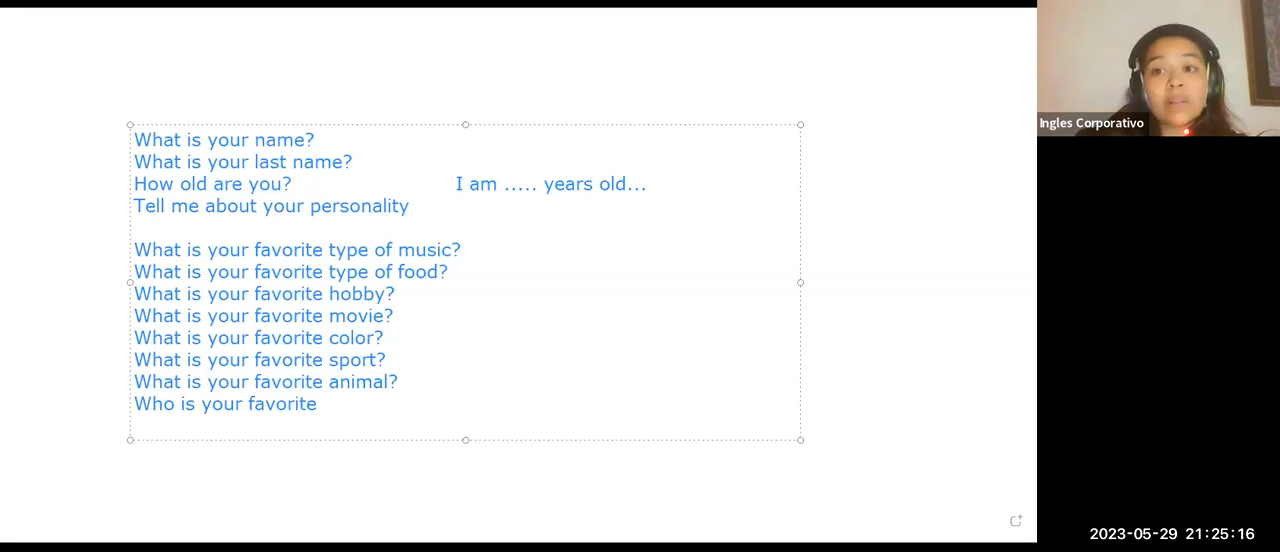 What is your name?
What is your last name?
How old are you? I am ..... years old...
Tell me about your personality
What is your favorite type of music?
What is your favorite type of food?
What is your favorite hobby?
What is your favorite movie?
What is your favorite color?
What is your favorite sport?
What is your favorite animal?
Who is your favorite
Ingles Corporativo
2023-05-29 21:25:16